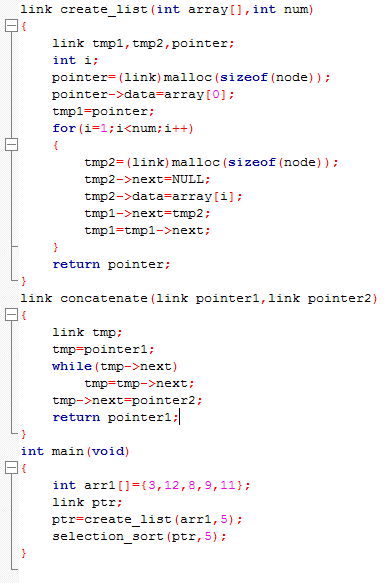 link create_list(int array[],int num)
{
    link tmp1,tmp2,pointer;
    int i;
    pointer=(link)malloc(sizeof(node));
    pointer->data=array[0];
    tmp1=pointer;
    for(i=1;i<num;i++)
    {
        tmp2=(link)malloc(sizeof(node));
        tmp2->next=NULL;
        tmp2->data=array[i];
        tmp1->next=tmp2;
        tmp1=tmp1->next;
    }
    return pointer;
}
link concatenate(link pointer1,link pointer2)
{
    link tmp;
    tmp=pointer1;
    while(tmp->next)
        tmp=tmp->next;
    tmp->next=pointer2;
    return pointer1;
}
int main(void)
{
    int arr1[]={3,12,8,9,11};
    link ptr;
    ptr=create_list(arr1,5);
    selection_sort(ptr,5);
}